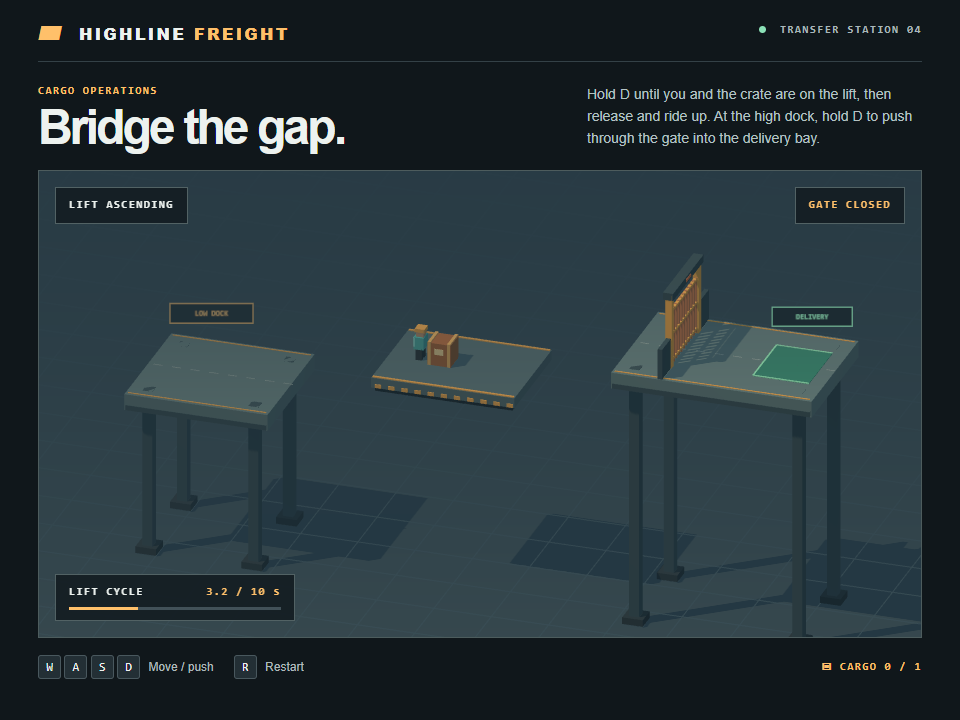 HIGHLINE FREIGHT
TRANSFER STATION 04
CARGO OPERATIONS
Bridge the gap.
Hold D until you and the crate are on the lift, then
release and ride up. At the high dock, hold D to push
through the gate into the delivery bay.
LIFT ASCENDING
GATE CLOSED
LOW DOCK
DELIVERY
LIFT CYCLE 3.2 / 10 s
W A S D Move / push R Restart
CARGO 0 / 1